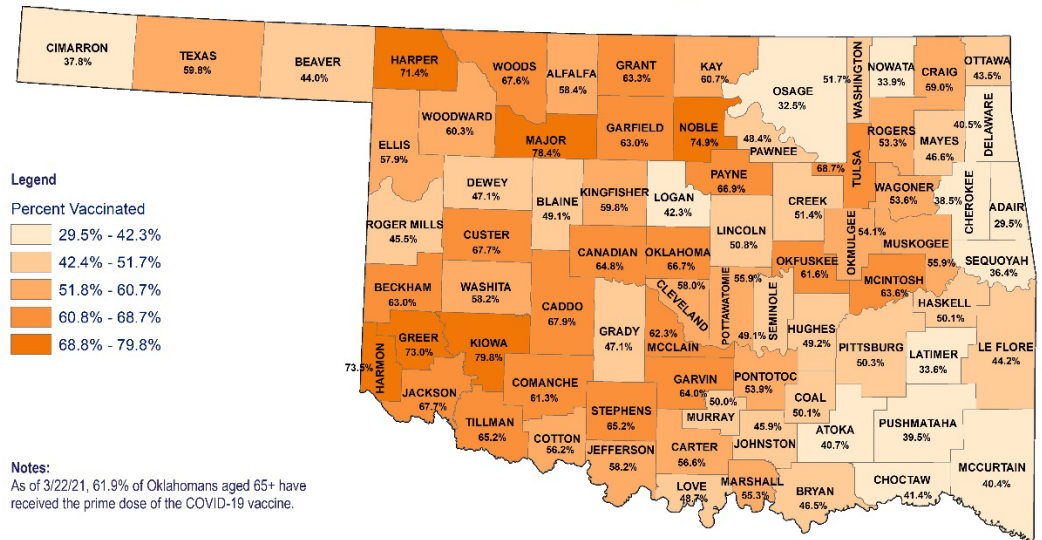 CIMARRON
37.8%
TEXAS
59.8%
BEAVER
44.0%
HARPER
71.4%
WOODS
67.6%
ALFALFA
58.4%
GRANT
63.3%
KAY
60.7%
OSAGE
32.5%
51.7%
WASHINGTON
NOWATA
33.9%
CRAIG
59.0%
OTTAWA
43.5%
WOODWARD
60.3%
ELLIS
57.9%
MAJOR
78.4%
GARFIELD
63.0%
NOBLE
74.9%
48.4%
PAWNEE
ROGERS
53.3%
MAYES
46.6%
40.5%
DELAWARE
68.7%
TULSA
PAYNE
66.9%
WAGONER
53.6%
38.5%
CHEROKEE
ADAIR
29.5%
DEWEY
47.1%
BLAINE
49.1%
KINGFISHER
59.8%
LOGAN
42.3%
CREEK
51.4%
LINCOLN
50.8%
54.1%
OKMULGEE
MUSKOGEE
55.9%
SEQUOYAH
36.4%
ROGER MILLS
45.5%
CUSTER
67.7%
CANADIAN
64.8%
OKLAHOMA
66.7%
OKFUSKEE
61.6%
MCINTOSH
63.6%
HASKELL
50.1%
BECKHAM
63.0%
WASHITA
58.2%
CADDO
67.9%
GRADY
47.1%
58.0%
CLEVELAND
62.3%
MCCLAIN
55.9%
POTTAWATOMIE
49.1%
SEMINOLE
HUGHES
49.2%
PITTSBURG
50.3%
LATIMER
33.6%
LE FLORE
44.2%
73.5%
HARMON
GREER
73.0%
KIOWA
79.8%
JACKSON
67.7%
COMANCHE
61.3%
TILLMAN
65.2%
COTTON
56.2%
STEPHENS
65.2%
JEFFERSON
58.2%
GARVIN
64.0%
50.0%
MURRAY
PONTOTOC
53.9%
COAL
50.1%
CARTER
56.6%
45.9%
JOHNSTON
ATOKA
40.7%
PUSHMATAHA
39.5%
MCCURTAIN
40.4%
LOVE
48.7%
MARSHALL
55.3%
BRYAN
46.5%
CHOCTAW
41.4%
Legend
Percent Vaccinated
29.5% - 42.3%
42.4% - 51.7%
51.8% - 60.7%
60.8% - 68.7%
68.8% - 79.8%
Notes:
As of 3/22/21, 61.9% of Oklahomans aged 65+ have
received the prime dose of the COVID-19 vaccine.